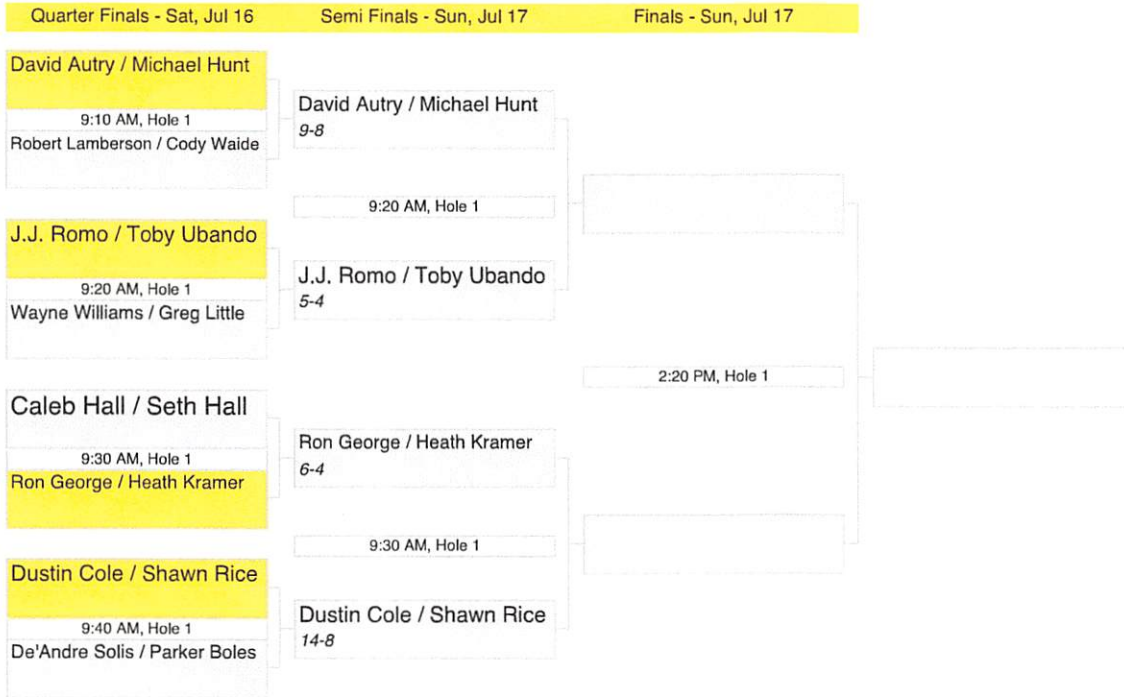 Quarter Finals - Sat, Jul 16
Semi Finals - Sun, Jul 17
Finals - Sun, Jul 17
David Autry / Michael Hunt
9:10 AM, Hole 1
Robert Lamberson / Cody Waide
J.J. Romo / Toby Ubando
9:20 AM, Hole 1
Wayne Williams / Greg Little
Caleb Hall / Seth Hall
9:30 AM, Hole 1
Ron George / Heath Kramer
Dustin Cole / Shawn Rice
9:40 AM, Hole 1
De'Andre Solis / Parker Boles
David Autry / Michael Hunt
9-8
9:20 AM, Hole 1
J.J. Romo / Toby Ubando
5-4
Ron George / Heath Kramer
6-4
9:30 AM, Hole 1
Dustin Cole / Shawn Rice
14-8
2:20 PM, Hole 1